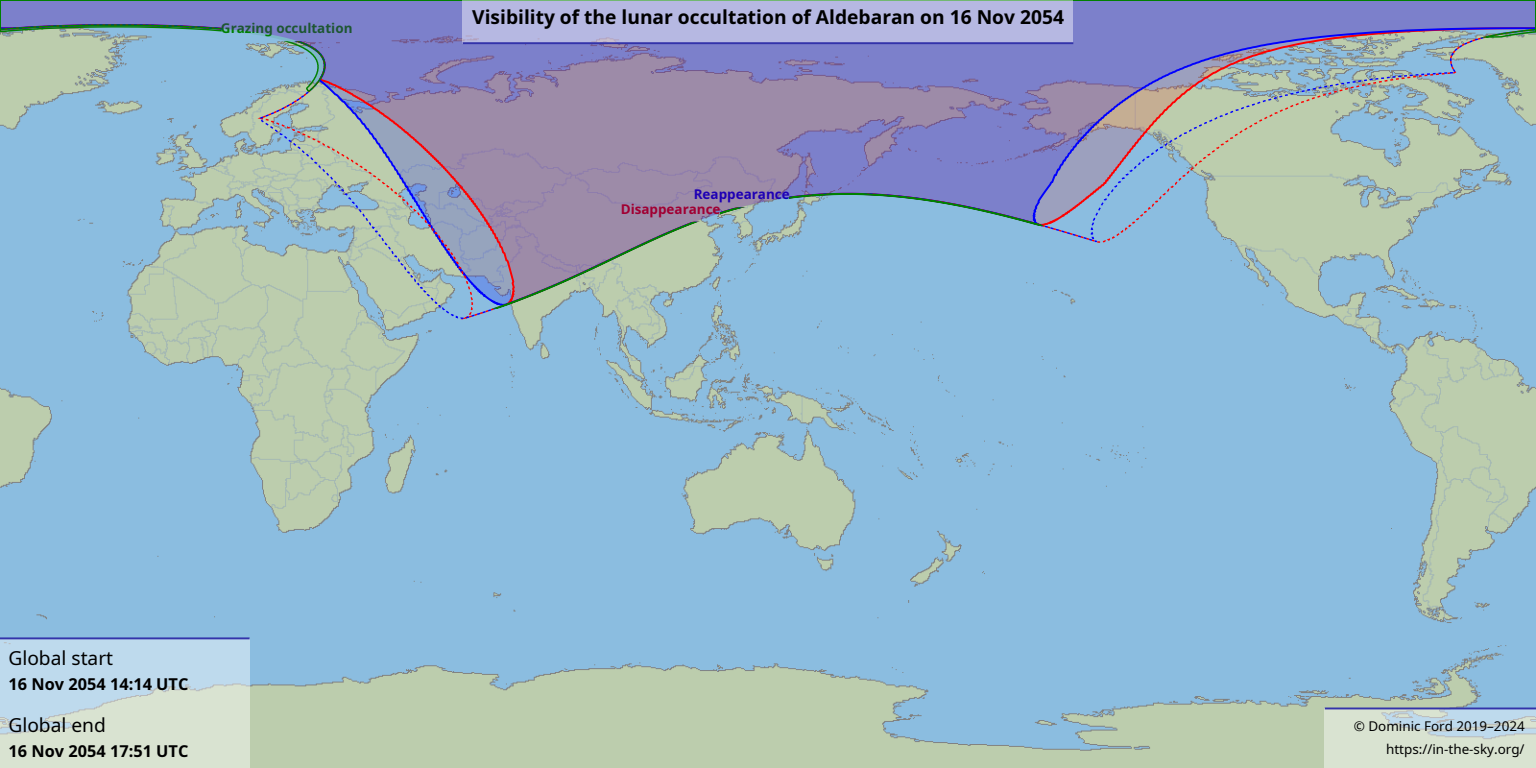 Visibility of the lunar occultation of Aldebaran on 16 Nov 2054
Grazing occultation
Reappearance
Disappearance
Global start
16 Nov 2054 14:14 UTC
Global end
16 Nov 2054 17:51 UTC
© Dominic Ford 2019–2024
https://in-the-sky.org/